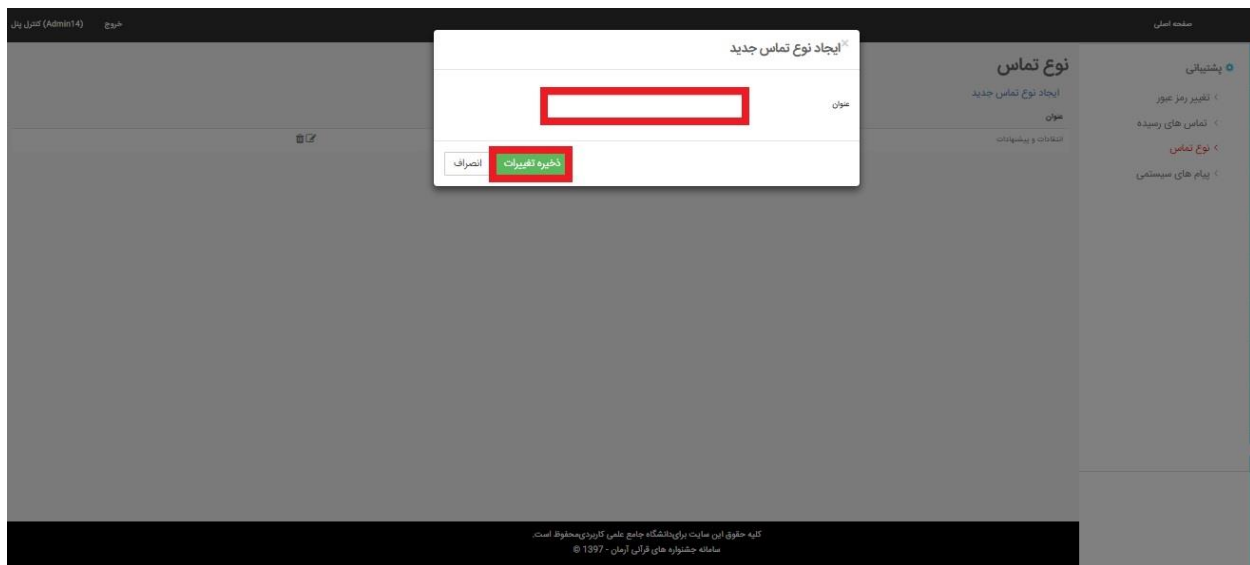 صفحه اصلی
خروج
(Admin14) کنترل پنل
ایجاد نوع تماس جدید
×
عنوان
ذخیره تغییرات
انصراف
پشتیبانی
تغییر رمز عبور
تماس های رسیده
نوع تماس
پیام های سیستمی
نوع تماس
ایجاد نوع تماس جدید
عنوان
انتقادات و پیشنهادات
کلیه حقوق این سایت برای‌دانشگاه جامع علمی کاربردی‌محفوظ است.
سامانه جشنواره های قرآنی آرمان - 1397 ©